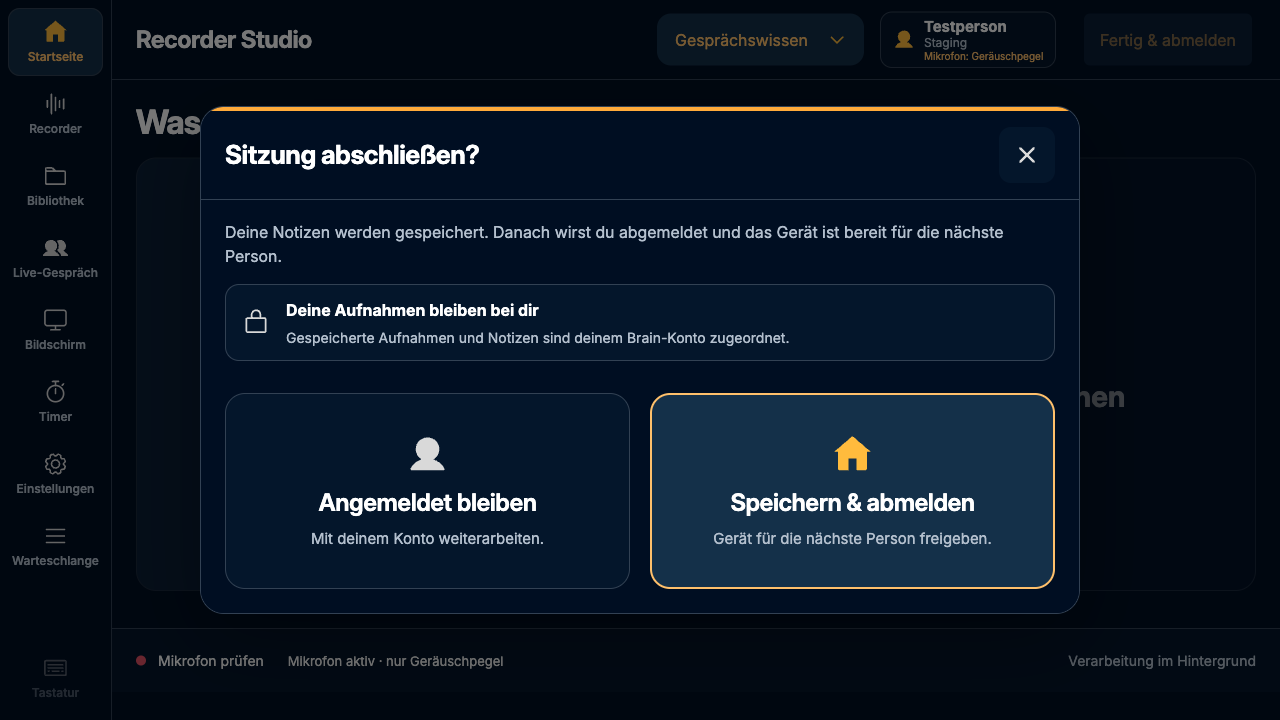 Startseite
Recorder
Bibliothek
Live-Gespräch
Bildschirm
Timer
Einstellungen
Warteschlange
Tastatur
Recorder Studio
Gesprächswissen
Testperson
Staging
Mikrofon: Geräuschpegel
Fertig & abmelden
Was
Sitzung abschließen?
Deine Notizen werden gespeichert. Danach wirst du abgemeldet und das Gerät ist bereit für die nächste
Person.
Deine Aufnahmen bleiben bei dir
Gespeicherte Aufnahmen und Notizen sind deinem Brain-Konto zugeordnet.
Angemeldet bleiben
Mit deinem Konto weiterarbeiten.
Speichern & abmelden
Gerät für die nächste Person freigeben.
Mikrofon prüfen
Mikrofon aktiv · nur Geräuschpegel
Verarbeitung im Hintergrund